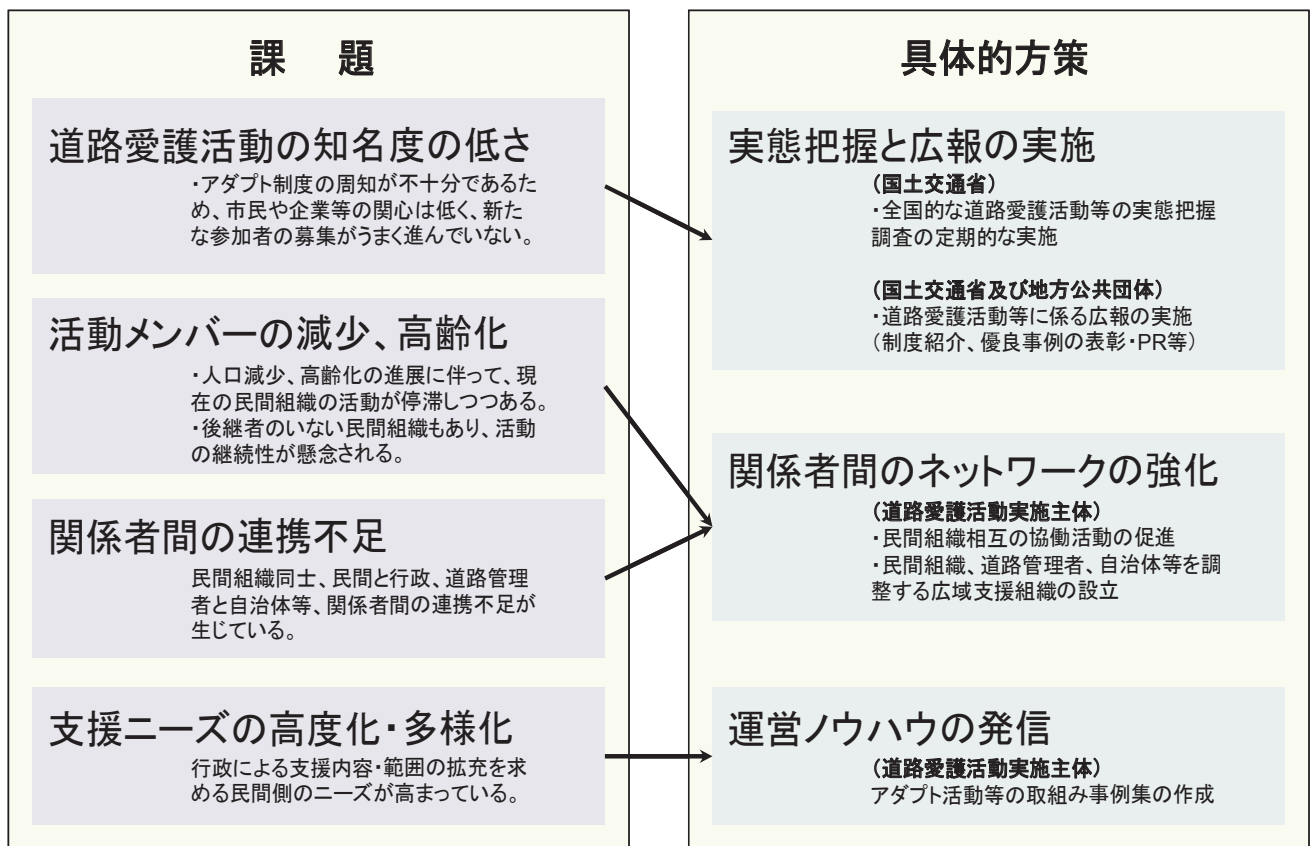 課　題
道路愛護活動の知名度の低さ
・アダプト制度の周知が不十分であるた
め、市民や企業等の関心は低く、新た
な参加者の募集がうまく進んでいない。
活動メンバーの減少、高齢化
・人口減少、高齢化の進展に伴って、現
在の民間組織の活動が停滞しつつある。
・後継者のいない民間組織もあり、活動
の継続性が懸念される。
関係者間の連携不足
民間組織同士、民間と行政、道路管理
者と自治体等、関係者間の連携不足が
生じている。
支援ニーズの高度化・多様化
行政による支援内容・範囲の拡充を求
める民間側のニーズが高まっている。
具体的方策
実態把握と広報の実施
（国土交通省）
・全国的な道路愛護活動等の実態把握
調査の定期的な実施
（国土交通省及び地方公共団体）
・道路愛護活動等に係る広報の実施
（制度紹介、優良事例の表彰・PR等）
関係者間のネットワークの強化
（道路愛護活動実施主体）
・民間組織相互の協働活動の促進
・民間組織、道路管理者、自治体等を調
整する広域支援組織の設立
運営ノウハウの発信
（道路愛護活動実施主体）
アダプト活動等の取組み事例集の作成